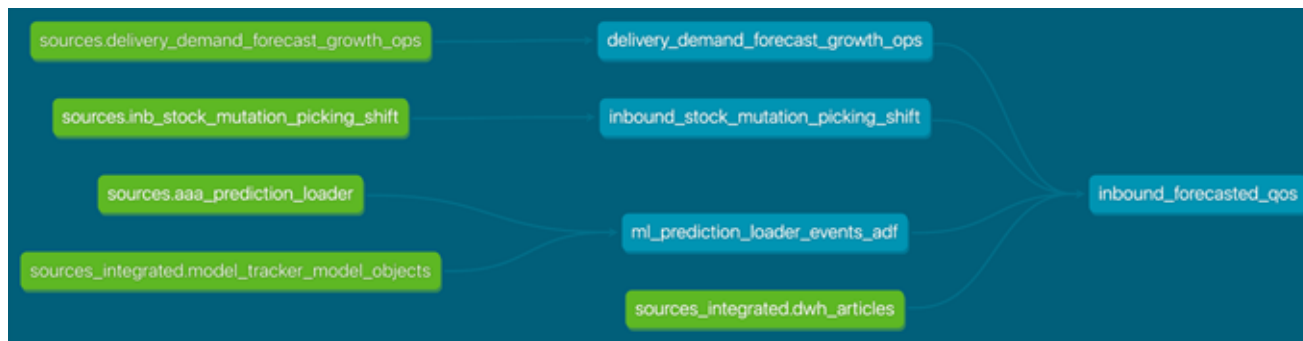 sources.delivery_demand_forecast_growth_ops
delivery_demand_forecast_growth_ops
sources.inb_stock_mutation_picking_shift
inbound_stock_mutation_picking_shift
sources.aaa_prediction_loader
inbound_forecasted_qos
ml_prediction_loader_events_adf
sources_integrated.model_tracker_model_objects
sources_integrated.dwh_articles